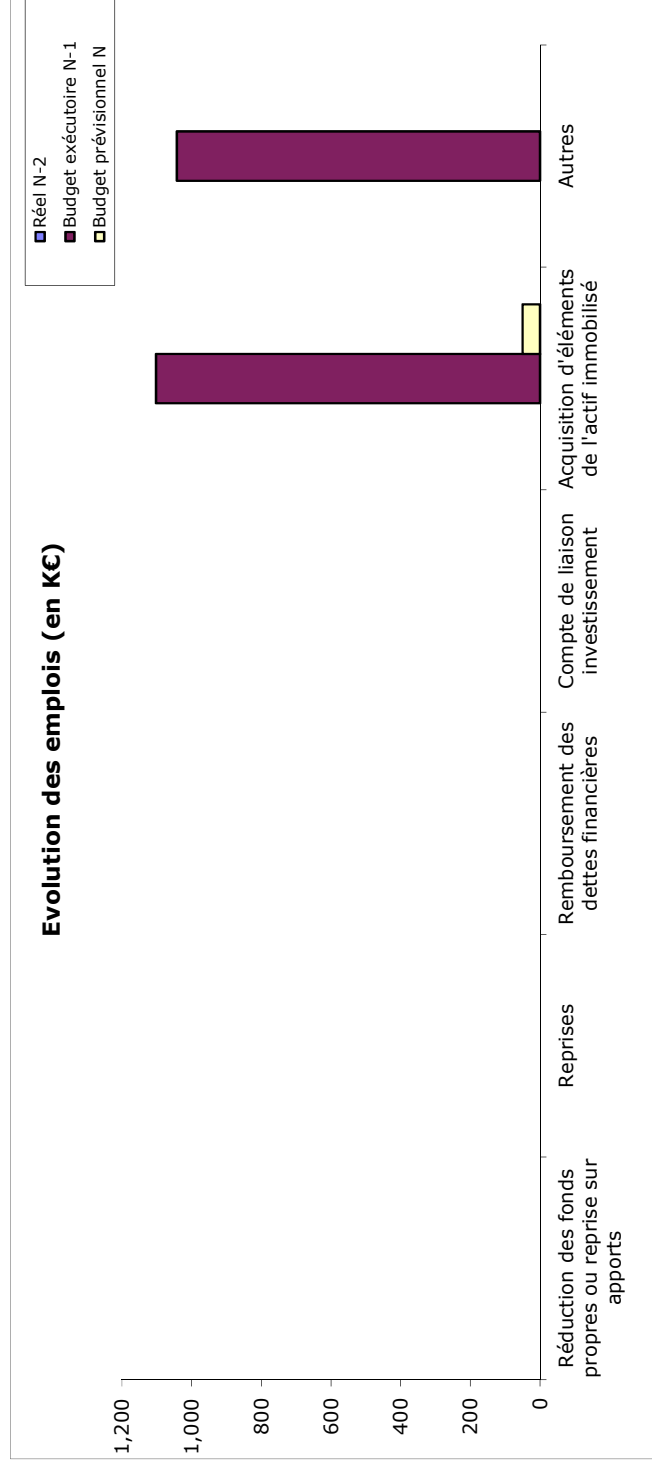 Evolution des emplois (en K€)
Réel N-2
Budget exécutoire N-1
Budget prévisionnel N
1,200
1,000
800
600
400
200
0
Réduction des fonds
propres ou reprise sur
apports
Reprises
Remboursement des
dettes financières
Compte de liaison
investissement
Acquisition d'éléments
de l'actif immobilisé
Autres